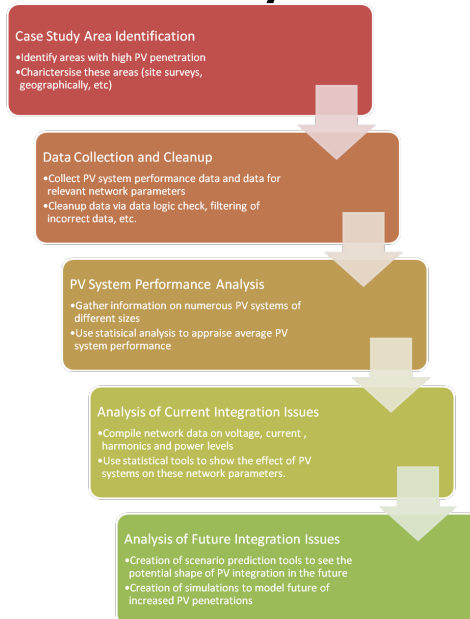 Case Study Area Identification
•Identify areas with high PV penetration
•Charictersise these areas (site surveys,
geographically, etc)
Data Collection and Cleanup
•Collect PV system performance data and data for
relevant network parameters
•Cleanup data via data logic check, filtering of
incorrect data, etc.
PV System Performance Analysis
•Gather information on numerous PV systems of
different sizes
•Use statisical analysis to appraise average PV
system performance
Analysis of Current Integration Issues
•Compile network data on voltage, current ,
harmonics and power levels
•Use statistical tools to show the effect of PV
systems on these network parameters.
Analysis of Future Integration Issues
•Creation of scenario prediction tools to see the
potential shape of PV integration in the future
•Creation of simulations to model future of
increased PV penetrations